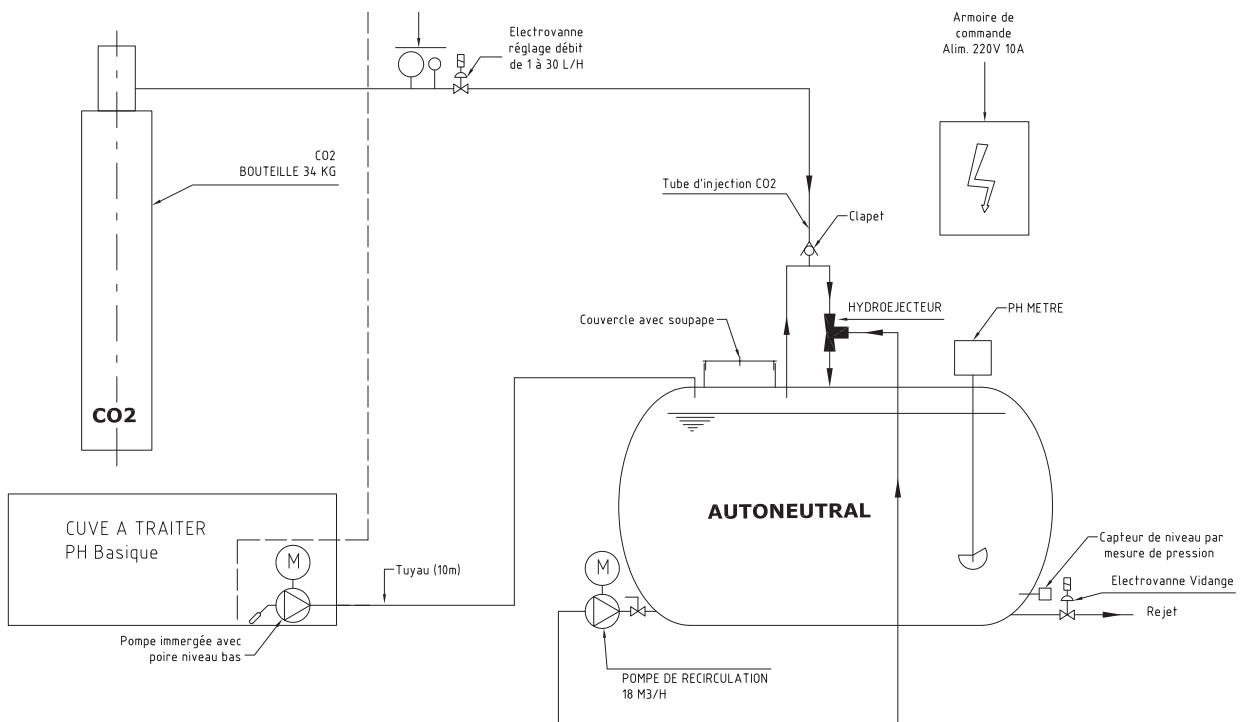 Electrovanne
réglage débit
de 1 à 30 L/H
Armoire de
commande
Alim. 220V 10A
CO2
BOUTEILLE 34 KG
Tube d'injection CO2
Clapet
HYDROEJECTEUR
PH METRE
Couvercle avec soupape
CO2
CUVE A TRAITER
PH Basique
M
Tuyau (10m)
Pompe immergée avec
poire niveau bas
AUTONEUTRAL
M
POMPE DE RECIRCULATION
18 M3/H
Capteur de niveau par
mesure de pression
Electrovanne Vidange
Rejet